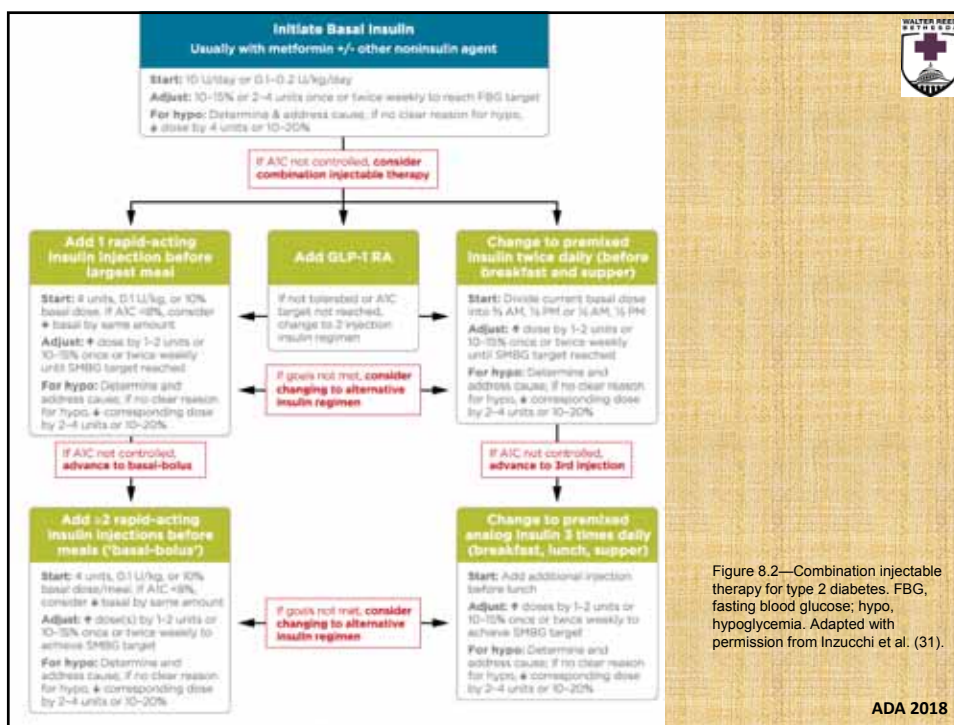 Initiate Basal Insulin
Usually with metformin +/- other noninsulin agent
Start: 10 U/day or 0.1–0.2 U/kg/day
Adjust: 10–15% or 2–4 units once or twice weekly to reach FBG target
For hypo: Determine & address cause; if no clear reason for hypo,
↓ dose by 4 units or 10–20%
If A1C not controlled, consider
combination injectable therapy
Add 1 rapid-acting
insulin injection before
largest meal
Start: 4 units, 0.1 U/kg, or 10%
basal dose. If A1C <8%, consider
↓ basal by same amount
Adjust: ↑ dose by 1–2 units or
10–15% once or twice weekly
until SMBG target reached
For hypo: Determine and
address cause; if no clear reason
for hypo, ↓ corresponding dose
by 2–4 units or 10–20%
Add GLP-1 RA
If not tolerated or A1C
target not reached,
change to 2 injection
insulin regimen
If goals not met, consider
changing to alternative
insulin regimen
Change to premixed
insulin twice daily (before
breakfast and supper)
Start: Divide current basal dose
into ⅔ AM, ⅓ PM or ½ AM, ½ PM
Adjust: ↑ dose by 1–2 units or
10–15% once or twice weekly
until SMBG target reached
For hypo: Determine and
address cause; if no clear reason
for hypo, ↓ corresponding dose
by 2–4 units or 10–20%
If A1C not controlled,
advance to basal-bolus
If A1C not controlled,
advance to 3rd injection
Add ≥2 rapid-acting
insulin injections before
meals ('basal-bolus')
Start: 4 units, 0.1 U/kg, or 10%
basal dose/meal. If A1C <8%,
consider ↓ basal by same amount
Adjust: ↑ dose(s) by 1–2 units or
10–15% once or twice weekly to
achieve SMBG target
For hypo: Determine and
address cause; if no clear reason
for hypo, ↓ corresponding dose
by 2–4 units or 10–20%
If goals not met, consider
changing to alternative
insulin regimen
Change to premixed
analog insulin 3 times daily
(breakfast, lunch, supper)
Start: Add additional injection
before lunch
Adjust: ↑ doses by 1–2 units or
10–15% once or twice weekly to
achieve SMBG target
For hypo: Determine and
address cause; if no clear reason
for hypo, ↓ corresponding dose
by 2–4 units or 10–20%
WALTER REED
BETHESDA
Figure 8.2—Combination injectable
therapy for type 2 diabetes. FBG,
fasting blood glucose; hypo,
hypoglycemia. Adapted with
permission from Inzucchi et al. (31).
ADA 2018